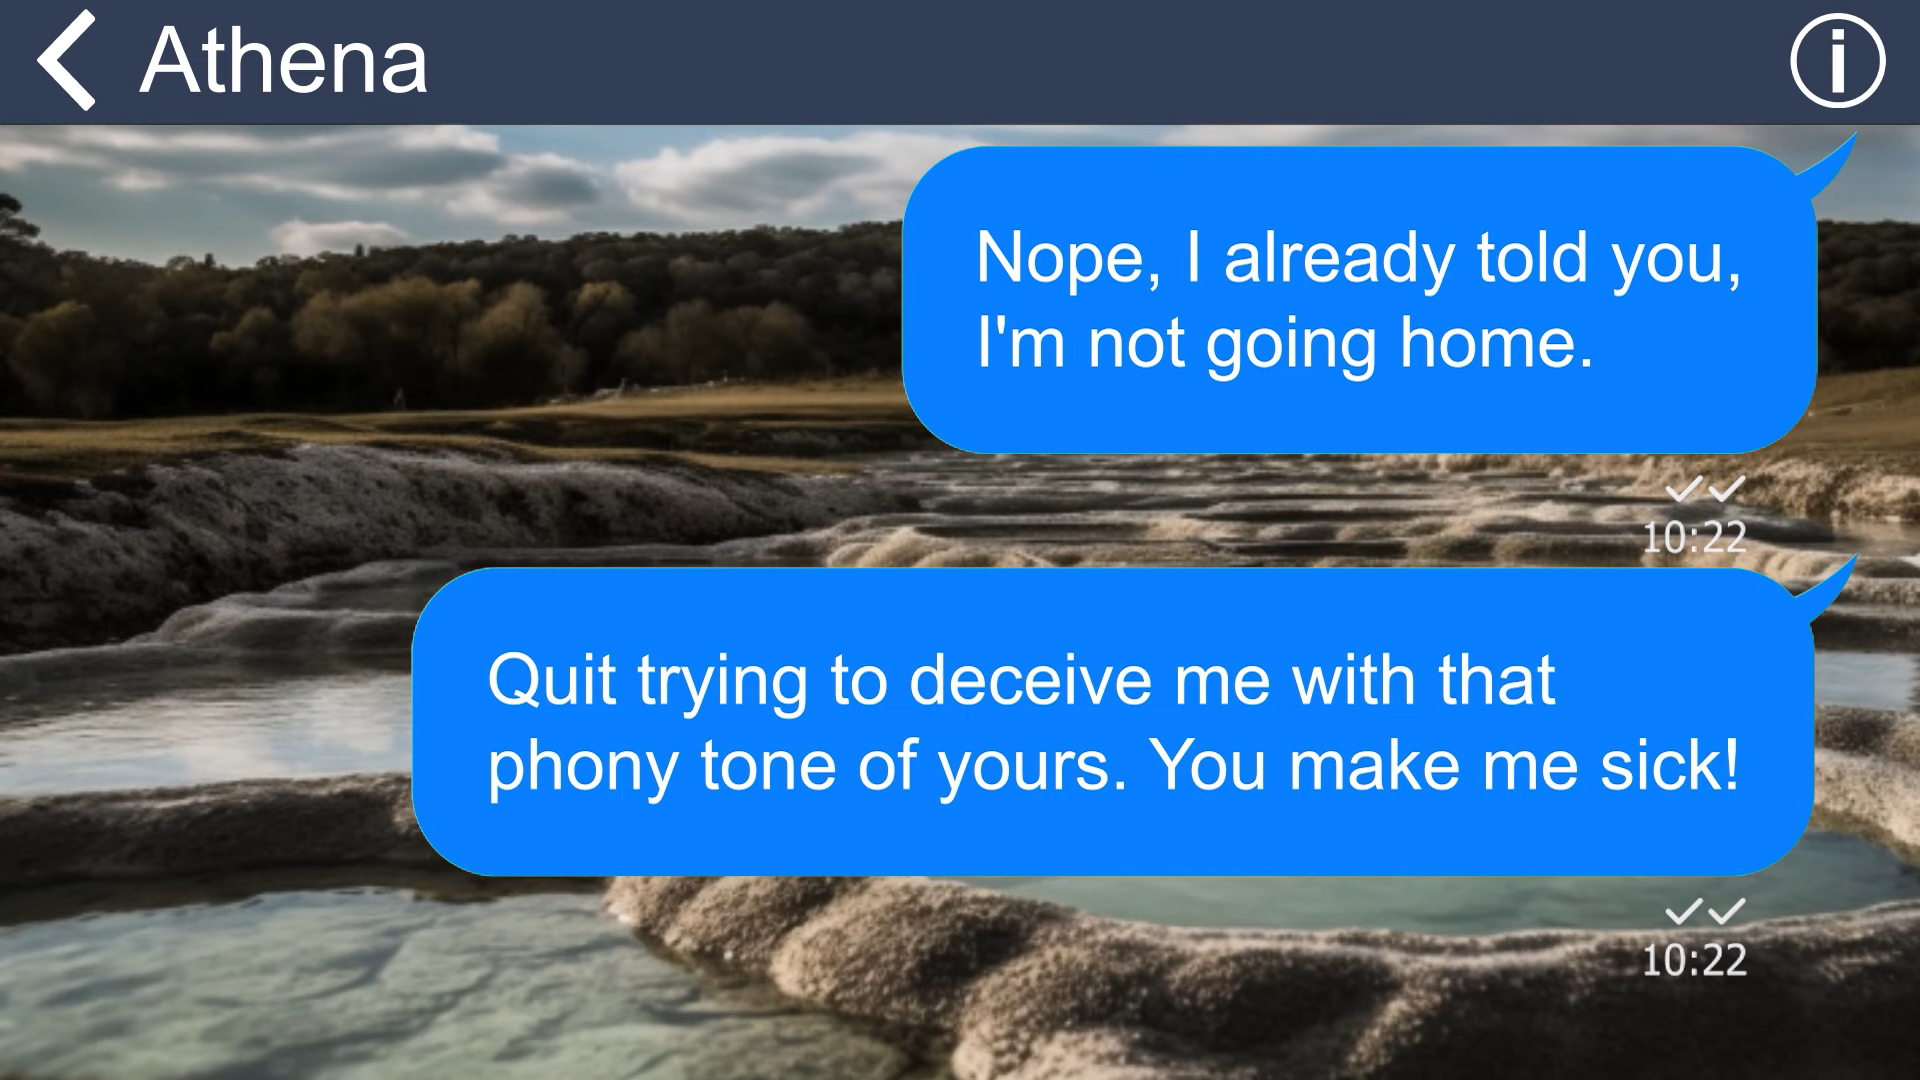 Athena
Nope, I already told you,
I'm not going home.
10:22
Quit trying to deceive me with that
phony tone of yours. You make me sick!
10:22